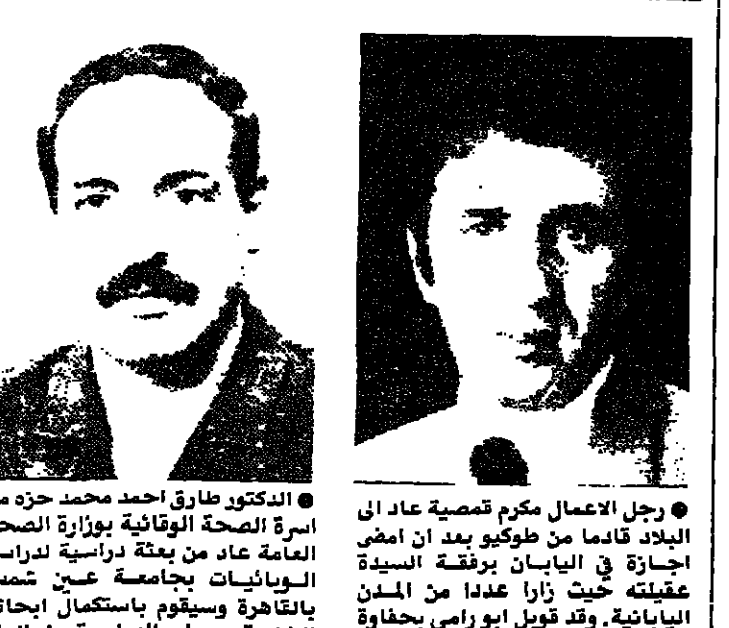 ● رجل الاعمال مكرم قمصية عاد الى
البلاد قادما من طوكيو بعد ان امضى
اجازة في اليابان برفقة السيدة
عقيلته حيث زارا عددا من المدن
اليابانية. وقد قوبل ابو رامي بحفاوة
● الدكتور طارق احمد محمد حزه م
اسرة الصحة الوقائية بوزارة الصح
العامة عاد من بعثة دراسية لدراس
الوبائيات بجامعة عين شمس
بالقاهرة وسيقوم باستكمال ابحاث